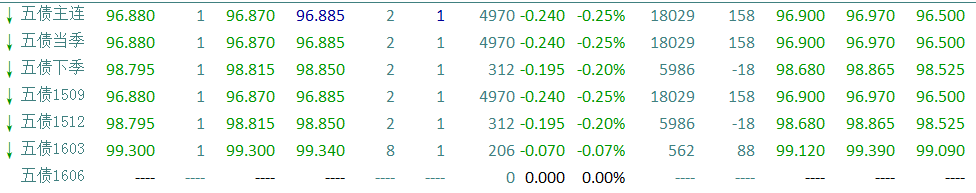 ↓ 五债主连 96.880 1 96.870 96.885 2 1 4970 -0.240 -0.25% 18029 158 96.900 96.970 96.500
↓ 五债当季 96.880 1 96.870 96.885 2 1 4970 -0.240 -0.25% 18029 158 96.900 96.970 96.500
↓ 五债下季 98.795 1 98.815 98.850 2 1 312 -0.195 -0.20% 5986 -18 98.680 98.865 98.525
↓ 五债1509 96.880 1 96.870 96.885 2 1 4970 -0.240 -0.25% 18029 158 96.900 96.970 96.500
↓ 五债1512 98.795 1 98.815 98.850 2 1 312 -0.195 -0.20% 5986 -18 98.680 98.865 98.525
↓ 五债1603 99.300 1 99.300 99.340 8 1 206 -0.070 -0.07% 562 88 99.120 99.390 99.090
五债1606 ---- ---- ---- ---- ---- ---- 0 0.000 0.00% ---- ---- ---- ---- ----